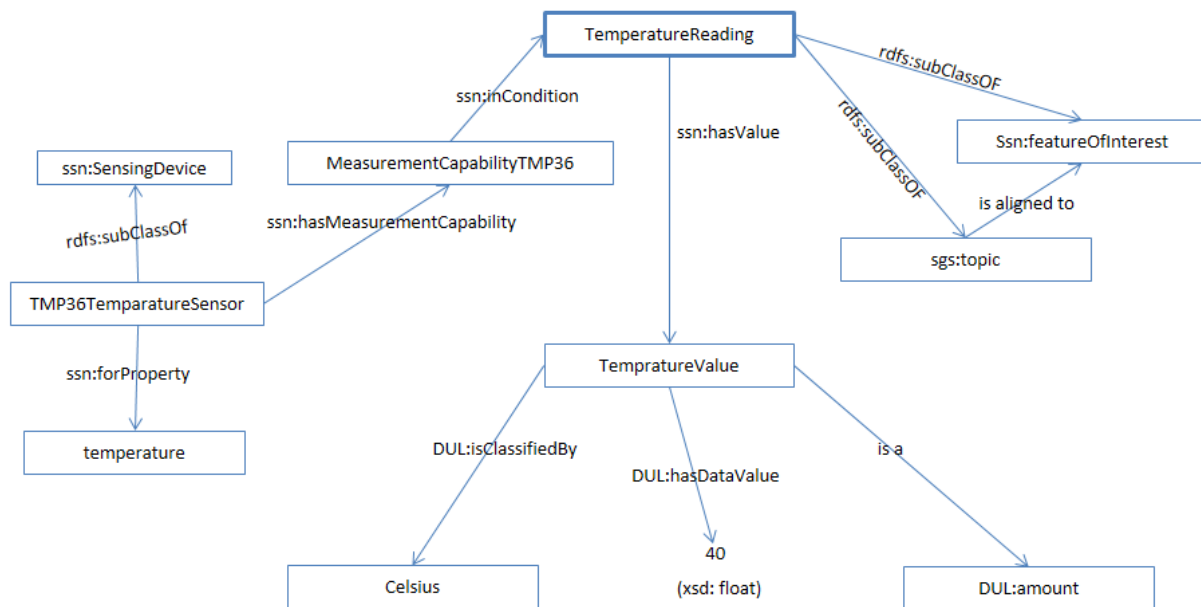 TemperatureReading
rdfs:subClassOF
ssn:inCondition
rdfs:subClassOF
ssn:hasValue
Ssn:featureOfInterest
MeasurementCapabilityTMP36
ssn:SensingDevice
is aligned to
ssn:hasMeasurementCapability
rdfs:subClassOf
sgs:topic
TMP36TemparatureSensor
TempratureValue
ssn:forProperty
temperature
DUL:isClassifiedBy
is a
DUL:hasDataValue
40
Celsius
(xsd: float)
DUL:amount